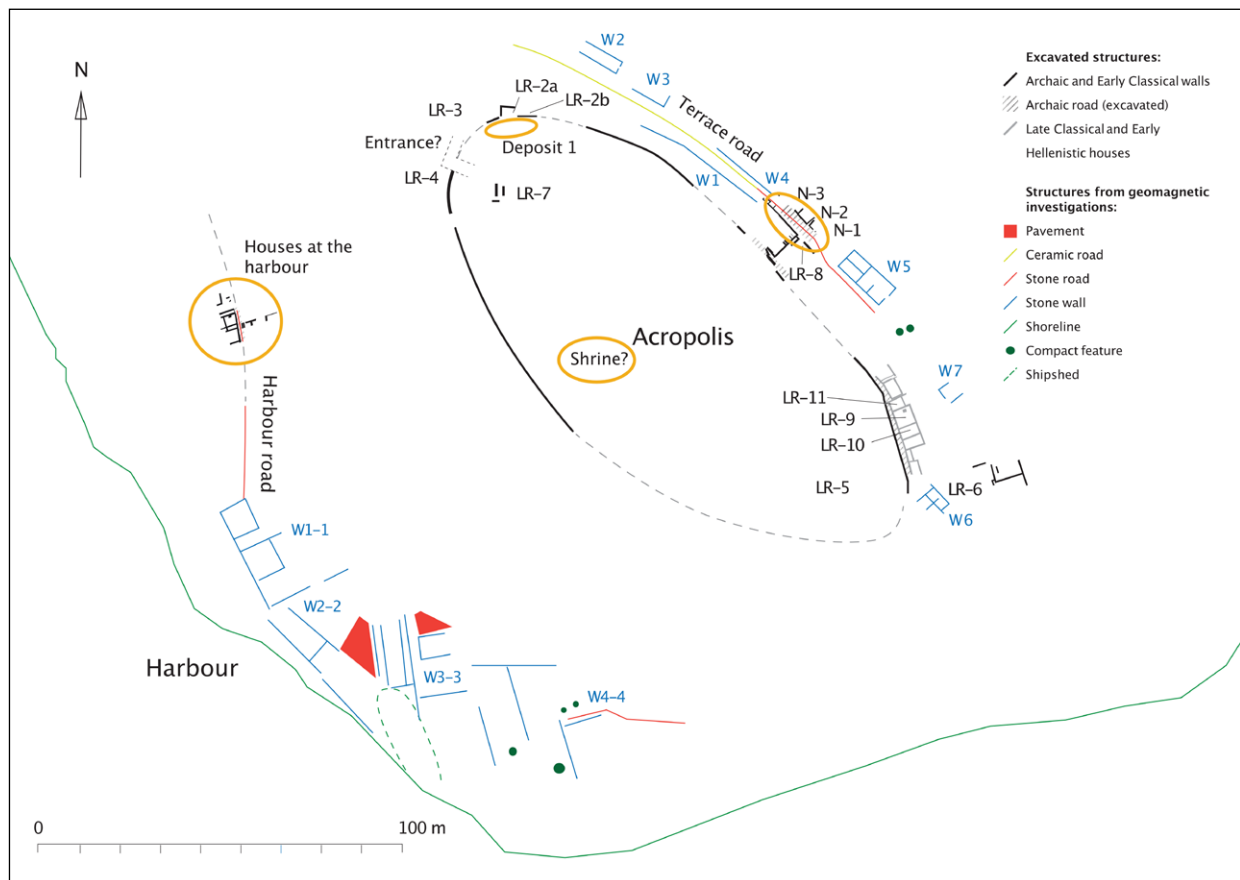 N
W2
W3
LR–2a
LR–2b
LR–3
Terrace road
Entrance?
Deposit 1
LR–4
LR–7
W1
W4
N–3
N–2
N–1
LR–8
W5
Houses at the
harbour
Acropolis
Shrine?
W7
Harbour road
LR–11
LR–9
LR–10
LR–5
LR–6
W6
W1–1
W2–2
Harbour
W3–3
W4–4
0
100 m
Excavated structures:
Archaic and Early Classical walls
Archaic road (excavated)
Late Classical and Early
Hellenistic houses
Structures from geomagnetic
investigations:
Pavement
Ceramic road
Stone road
Stone wall
Shoreline
Compact feature
Shipshed